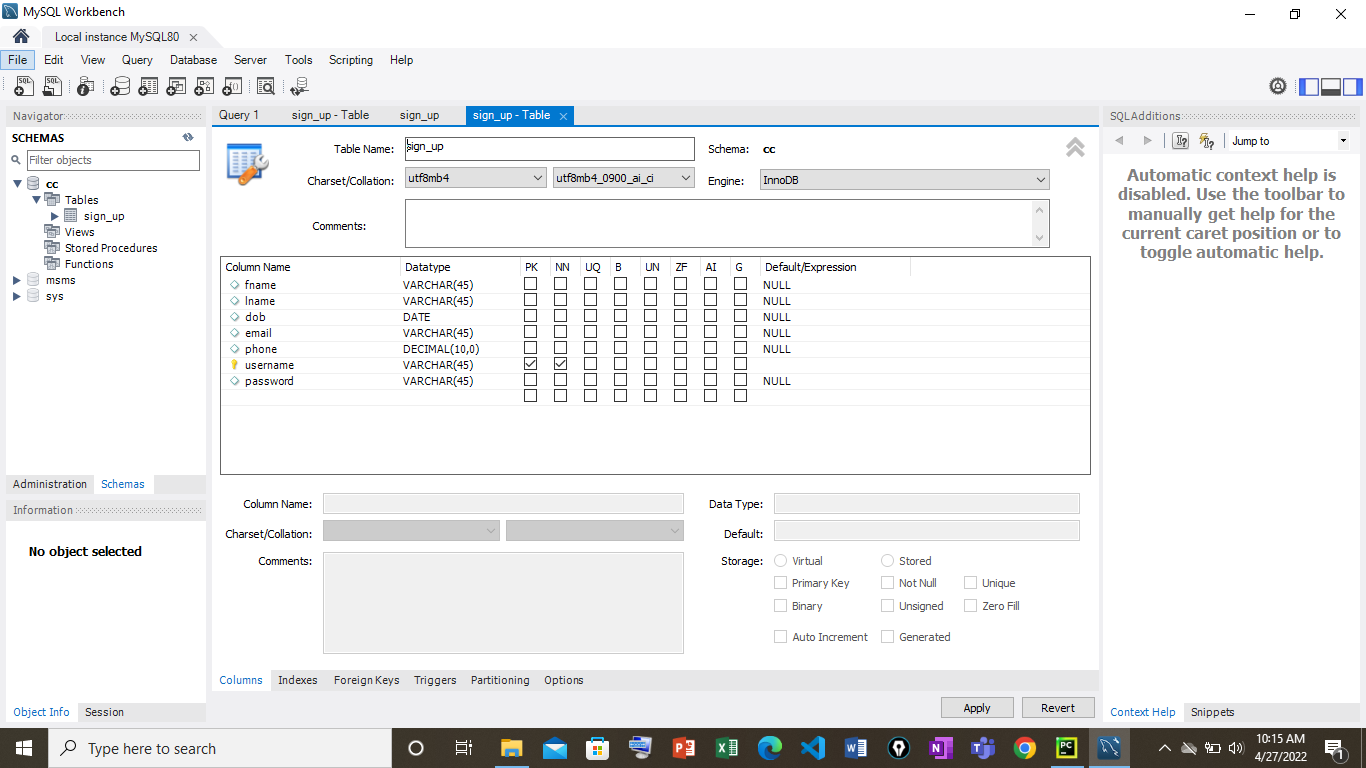 MySQL Workbench
Local instance MySQL80
File Edit View Query Database Server Tools Scripting Help
Navigator
SCHEMAS
Filter objects
cc
Tables
sign_up
Views
Stored Procedures
Functions
msms
sys
Administration Schemas
Information
No object selected
Object Info Session
Query 1 sign_up - Table sign_up sign_up - Table
Table Name: sign_up Schema: cc
Charset/Collation: utf8mb4 utf8mb4_0900_ai_ci Engine: InnoDB
Comments:
Column Name Datatype PK NN UQ B UN ZF AI G Default/Expression
fname VARCHAR(45) NULL
lname VARCHAR(45) NULL
dob DATE NULL
email VARCHAR(45) NULL
phone DECIMAL(10,0) NULL
username VARCHAR(45)
password VARCHAR(45) NULL
Column Name: Data Type:
Charset/Collation: Default:
Comments: Storage: Virtual Stored
Primary Key Not Null Unique
Binary Unsigned Zero Fill
Auto Increment Generated
Columns Indexes Foreign Keys Triggers Partitioning Options
Apply Revert
SQLAdditions
Jump to
Automatic context help is
disabled. Use the toolbar to
manually get help for the
current caret position or to
toggle automatic help.
Context Help Snippets
Type here to search
10:15 AM
4/27/2022
1